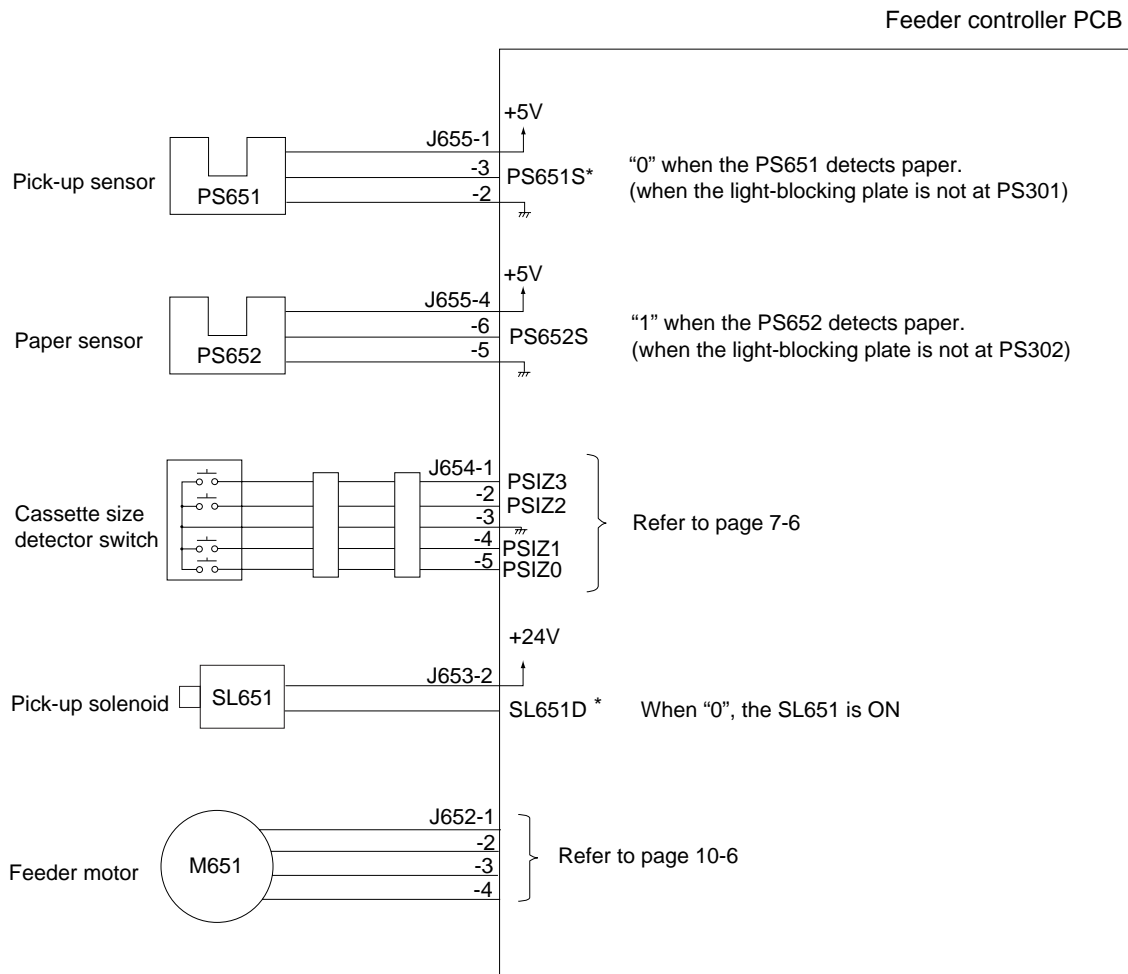 Feeder controller PCB
+5V
J655-1
Pick-up sensor
PS651
-3
PS651S*
-2
"0" when the PS651 detects paper.
(when the light-blocking plate is not at PS301)
+5V
J655-4
Paper sensor
PS652
-6
PS652S
-5
"1" when the PS652 detects paper.
(when the light-blocking plate is not at PS302)
Cassette size
detector switch
J654-1
PSIZ3
-2
PSIZ2
-3
-4
PSIZ1
-5
PSIZ0
Refer to page 7-6
+24V
Pick-up solenoid
SL651
J653-2
SL651D *
When "0", the SL651 is ON
Feeder motor
M651
J652-1
-2
-3
-4
Refer to page 10-6